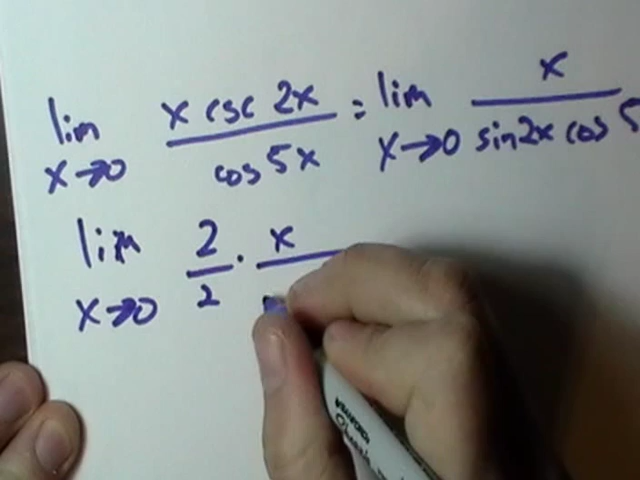 lim x→0 x csc 2x / cos 5x = lim x→0 x / sin2x cos 5
lim x→0 2/2 · x